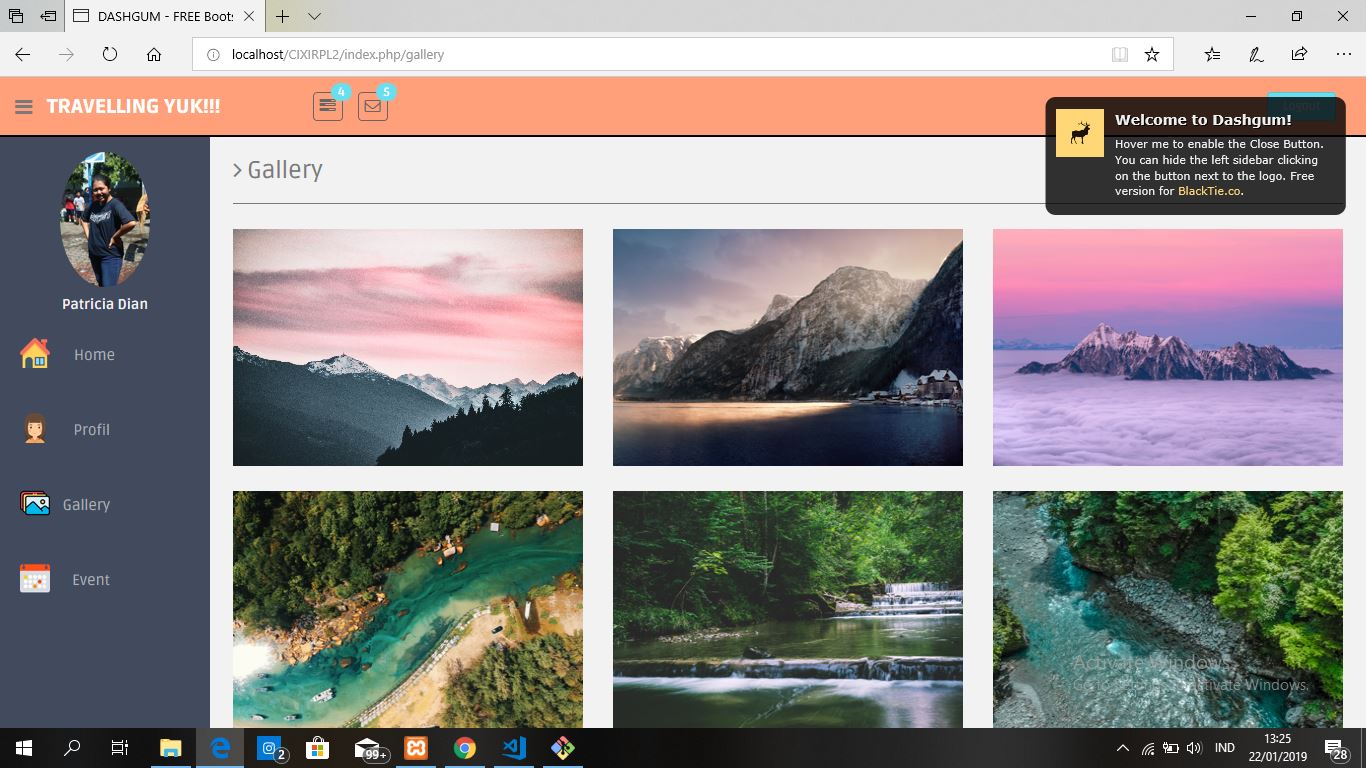 DASHGUM - FREE Boots
localhost/CIXIRPL2/index.php/gallery
TRAVELLING YUK!!!
4
5
Logout
Welcome to Dashgum!
Hover me to enable the Close Button.
You can hide the left sidebar clicking
on the button next to the logo. Free
version for BlackTie.co.
Gallery
Patricia Dian
Home
Profil
Gallery
Event
Activate Windows
Go to Settings to activate Windows.
2
99+
IND
13:25
22/01/2019
28